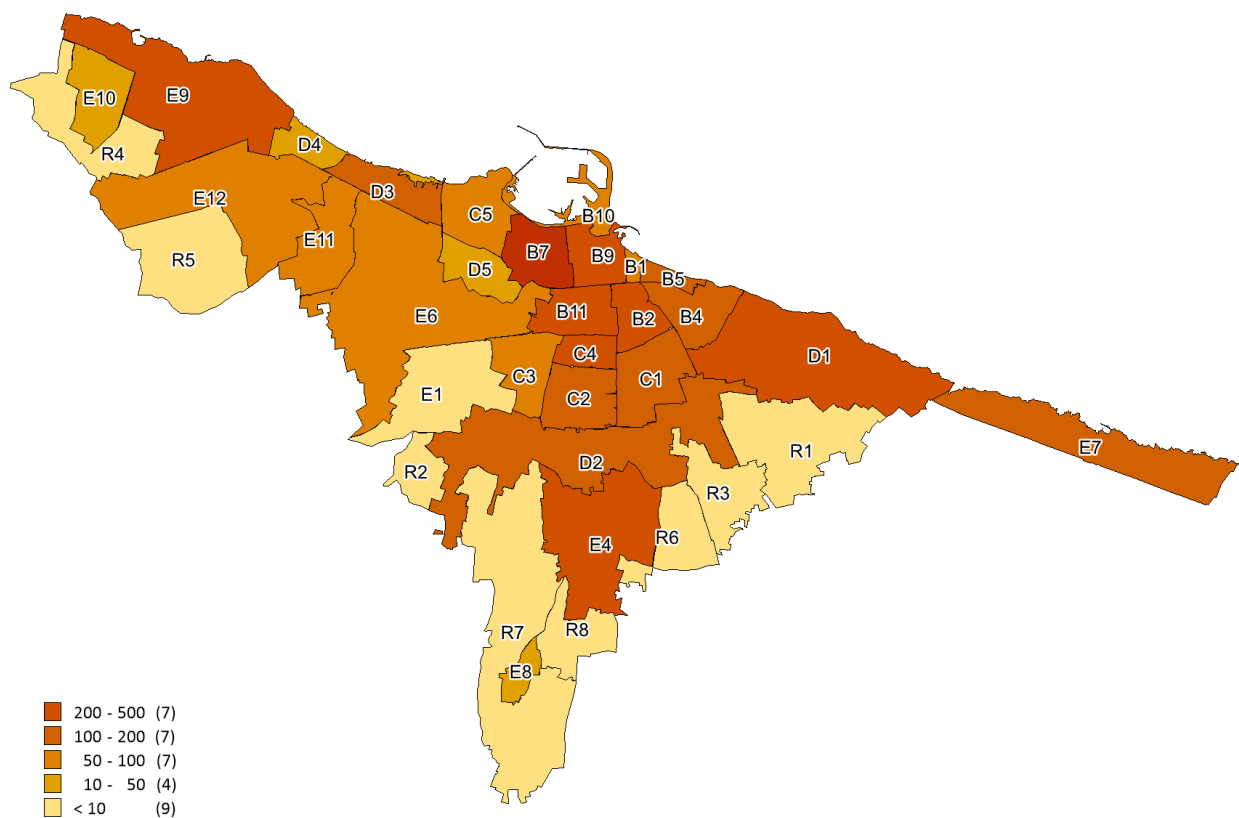 E9
E10
D4
R4
D3
E12
C5
B10
E11
B7
B9
R5
D5
B1
B5
E6
B11
B2
B4
C4
D1
C3
C1
E1
C2
E7
R1
D2
R2
R3
R6
E4
R7
R8
E8
200 - 500 (7)
100 - 200 (7)
50 - 100 (7)
10 - 50 (4)
< 10 (9)